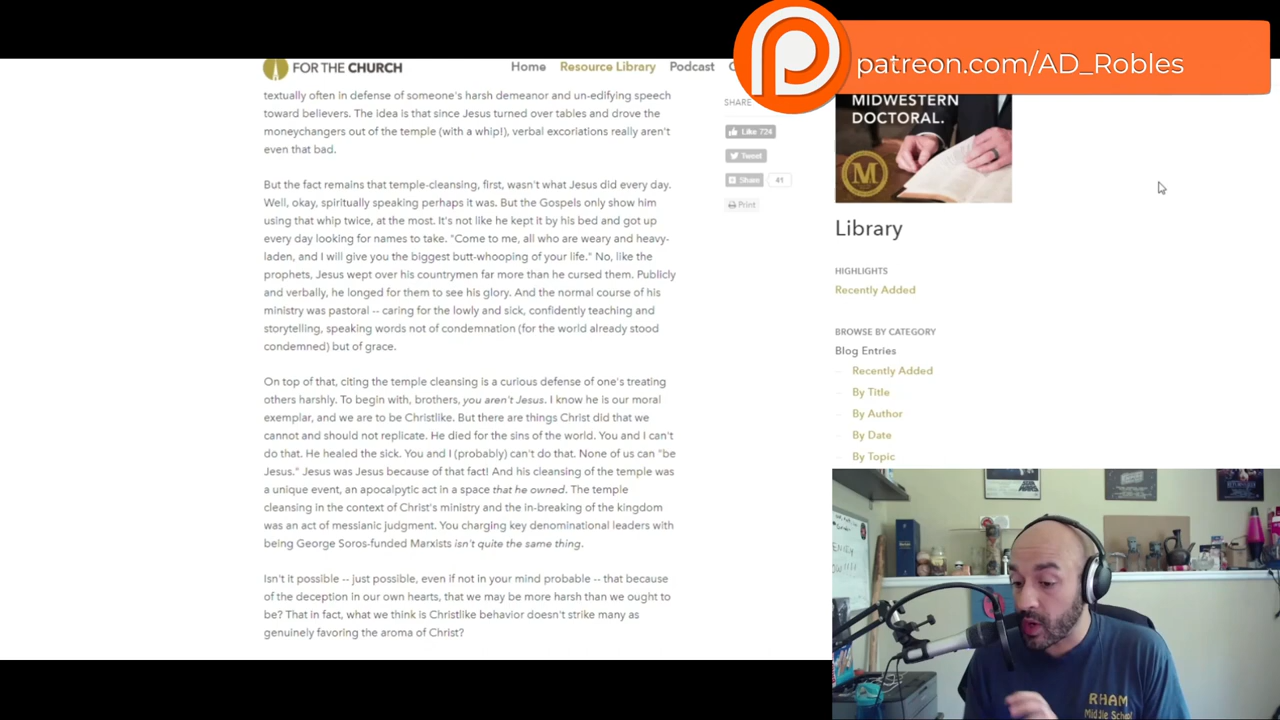 patreon.com/AD_Robles
FOR THE CHURCH
Home
Resource Library
Podcast
textually often in defense of someone's harsh demeanor and un-edifying speech
toward believers. The idea is that since Jesus turned over tables and drove the
moneychangers out of the temple (with a whip!), verbal excoriations really aren't
even that bad.
But the fact remains that temple-cleansing, first, wasn't what Jesus did every day.
Well, okay, spiritually speaking perhaps it was. But the Gospels only show him
using that whip twice, at the most. It's not like he kept it by his bed and got up
every day looking for names to take. "Come to me, all who are weary and heavy-
laden, and I will give you the biggest butt-whooping of your life." No, like the
prophets, Jesus wept over his countrymen far more than he cursed them. Publicly
and verbally, he longed for them to see his glory. And the normal course of his
ministry was pastoral -- caring for the lowly and sick, confidently teaching and
storytelling, speaking words not of condemnation (for the world already stood
condemned) but of grace.
On top of that, citing the temple cleansing is a curious defense of one's treating
others harshly. To begin with, brothers, you aren't Jesus. I know he is our moral
exemplar, and we are to be Christlike. But there are things Christ did that we
cannot and should not replicate. He died for the sins of the world. You and I can't
do that. He healed the sick. You and I (probably) can't do that. None of us can "be
Jesus." Jesus was Jesus because of that fact! And his cleansing of the temple was
a unique event, an apocalpytic act in a space that he owned. The temple
cleansing in the context of Christ's ministry and the in-breaking of the kingdom
was an act of messianic judgment. You charging key denominational leaders with
being George Soros-funded Marxists isn't quite the same thing.
Isn't it possible -- just possible, even if not in your mind probable -- that because
of the deception in our own hearts, that we may be more harsh than we ought to
be? That in fact, what we think is Christlike behavior doesn't strike many as
genuinely favoring the aroma of Christ?
SHARE
Like 724
Tweet
Share
41
Print
MIDWESTERN
DOCTORAL.
M
Library
HIGHLIGHTS
Recently Added
BROWSE BY CATEGORY
Blog Entries
Recently Added
By Title
By Author
By Date
By Topic
RHAM
Middle School